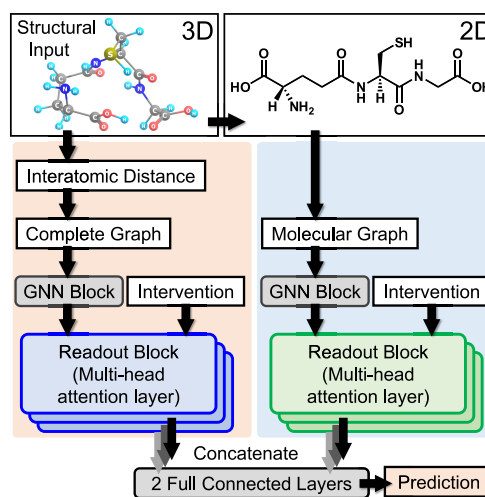 Structural
Input
3D
2D
SH
O
O
H
N
HO
OH
N
H
H
NH2
H
O
O
Interatomic Distance
Complete Graph
Molecular Graph
GNN Block
Intervention
GNN Block
Intervention
Readout Block
(Multi-head
attention layer)
Readout Block
(Multi-head
attention layer)
Concatenate
2 Full Connected Layers
Prediction